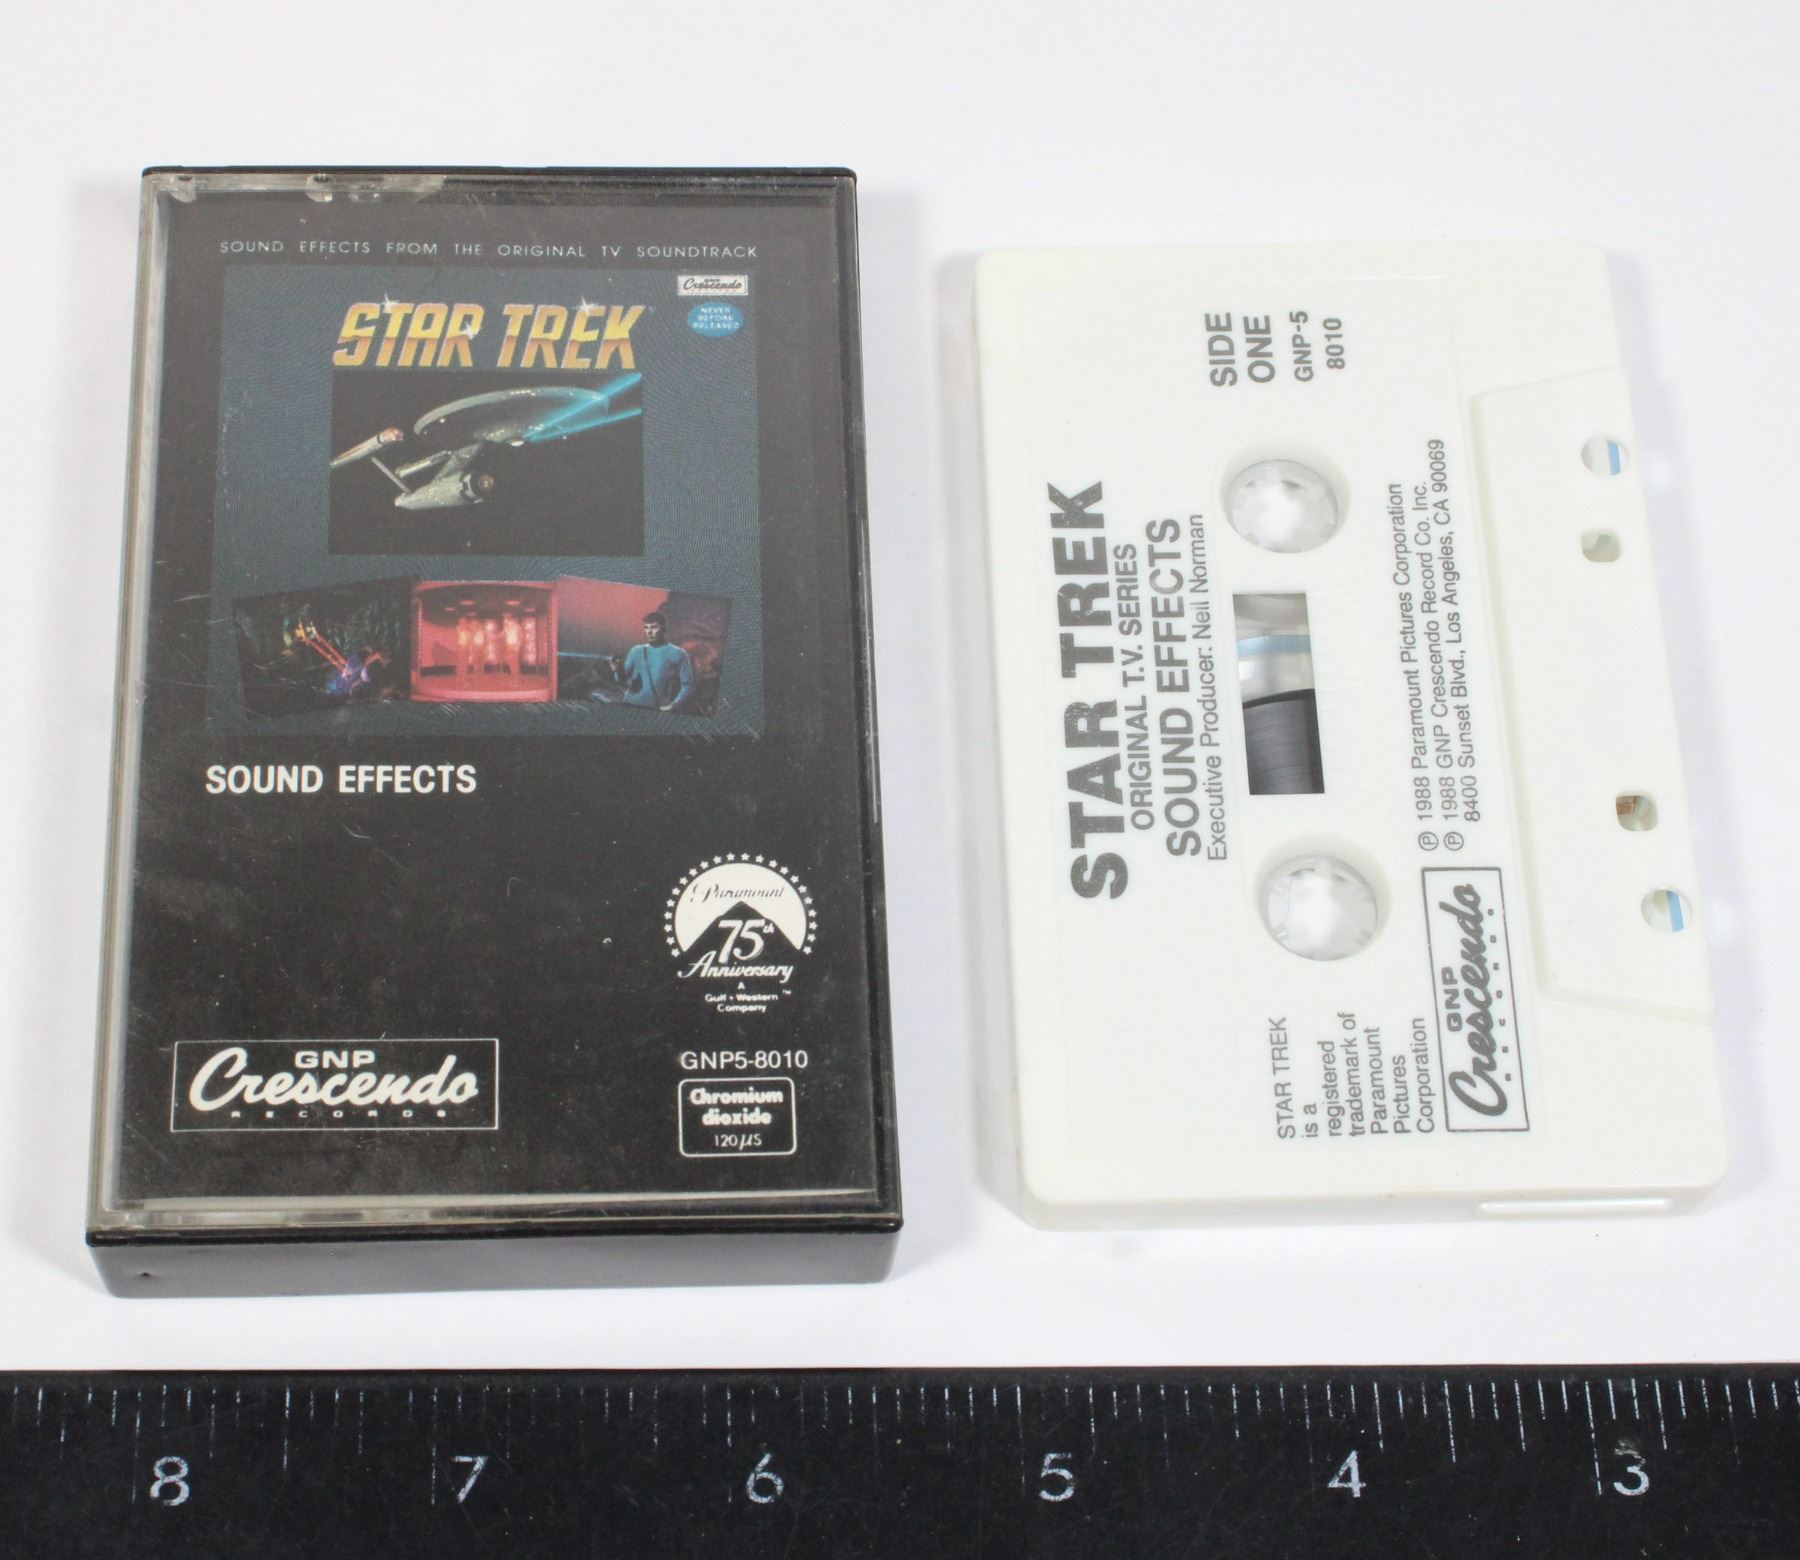 SOUND EFFECTS FROM THE ORIGINAL TV SOUNDTRACK
GNP
Crescendo
NEVER
BEFORE
RELEASED
STAR TREK
SOUND EFFECTS
Paramount
75th
Anniversary
A
Gulf + Western ™
Company
GNP
Crescendo
RECORDS
GNP5-8010
Chromium
dioxide
120 µS
STAR TREK
ORIGINAL T.V. SERIES
SOUND EFFECTS
Executive Producer: Neil Norman
SIDE
ONE
GNP-5
8010
℗ 1988 Paramount Pictures Corporation
℗ 1988 GNP Crescendo Record Co. Inc.
8400 Sunset Blvd., Los Angeles, CA 90069
STAR TREK
is a
registered
trademark of
Paramount
Pictures
Corporation
GNP
Crescendo
8 7 6 5 4 3